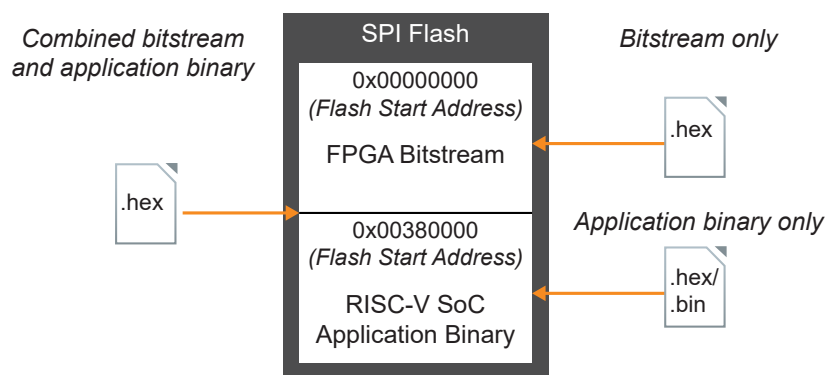 Combined bitstream
and application binary
.hex
SPI Flash
0x00000000
(Flash Start Address)
FPGA Bitstream
0x00380000
(Flash Start Address)
RISC-V SoC
Application Binary
Bitstream only
.hex
Application binary only
.hex/
.bin